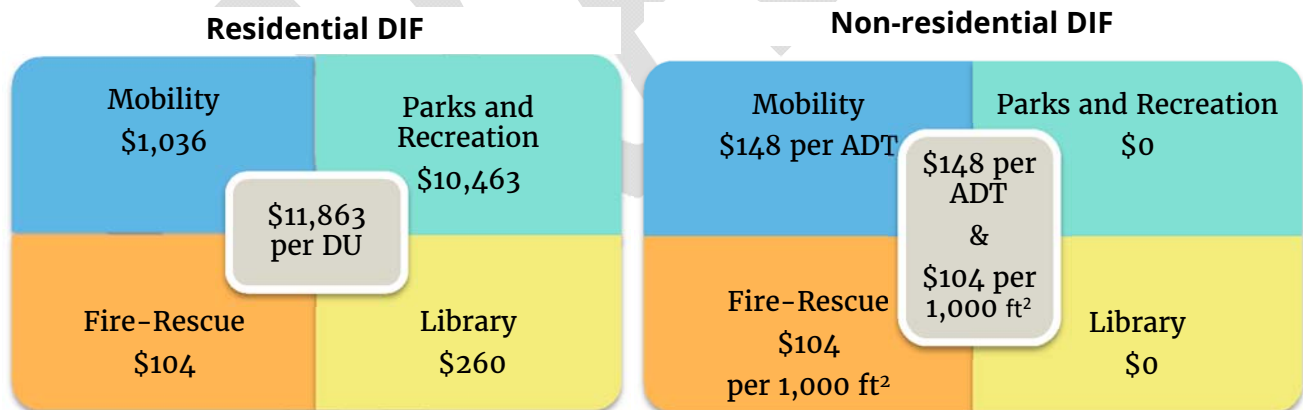 Residential DIF
Mobility
$1,036
Parks and
Recreation
$10,463
$11,863
per DU
Fire-Rescue
$104
Library
$260
Non-residential DIF
Mobility
$148 per ADT
Parks and Recreation
$0
$148 per
ADT
&
$104 per
1,000 ft²
Fire-Rescue
$104
per 1,000 ft²
Library
$0